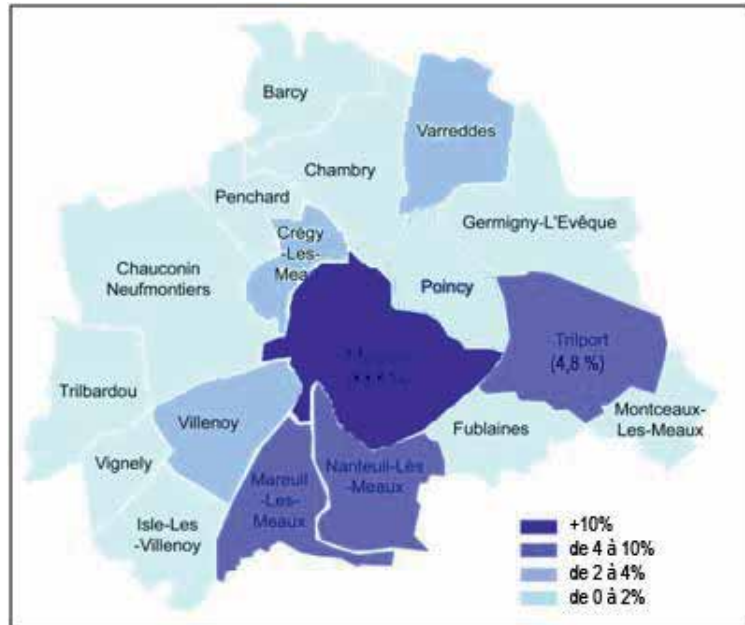 Barcy
Varreddes
Chambry
Penchard
Germigny-L'Evêque
Crégy
-Les-
Mea
Chauconin
Neufmontiers
Poincy
Trilport
(4,8 %)
Trilbardou
Villenoy
Montceaux-
Les-Meaux
Fublaines
Vignely
Nanteuil-Lès
-Meaux
Mareuil
-Les-
Meaux
Isle-Les
-Villenoy
+10%
de 4 à 10%
de 2 à 4%
de 0 à 2%